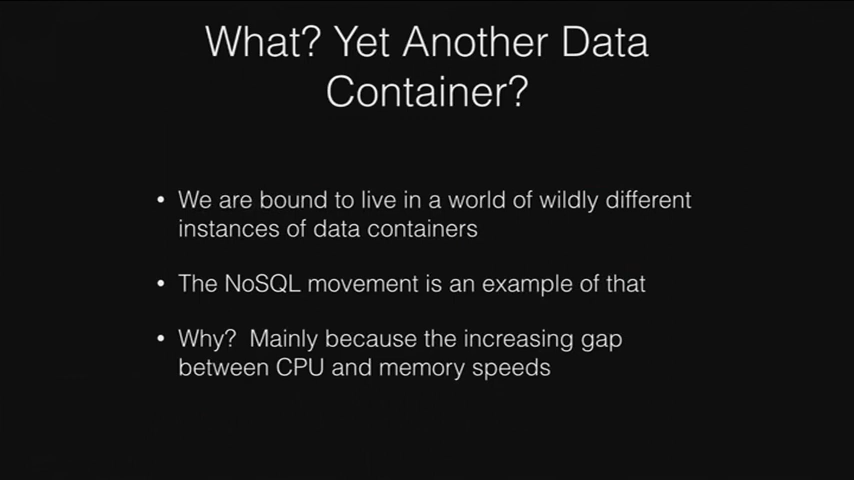 What? Yet Another Data
Container?
• We are bound to live in a world of wildly different
instances of data containers
• The NoSQL movement is an example of that
• Why?  Mainly because the increasing gap
between CPU and memory speeds